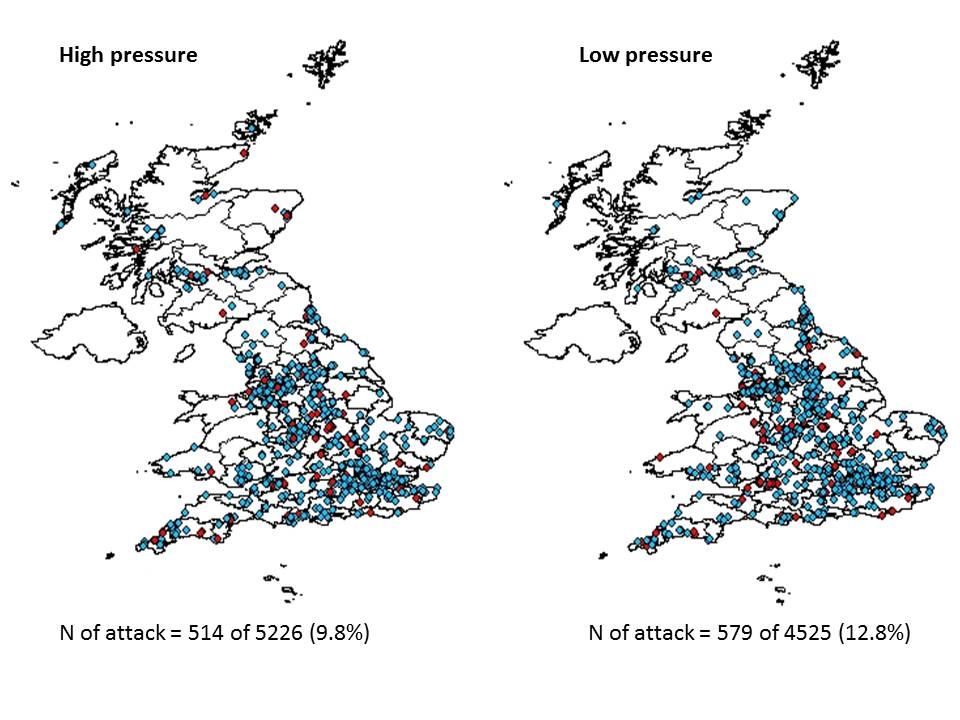 High pressure
Low pressure
N of attack = 514 of 5226 (9.8%)
N of attack = 579 of 4525 (12.8%)